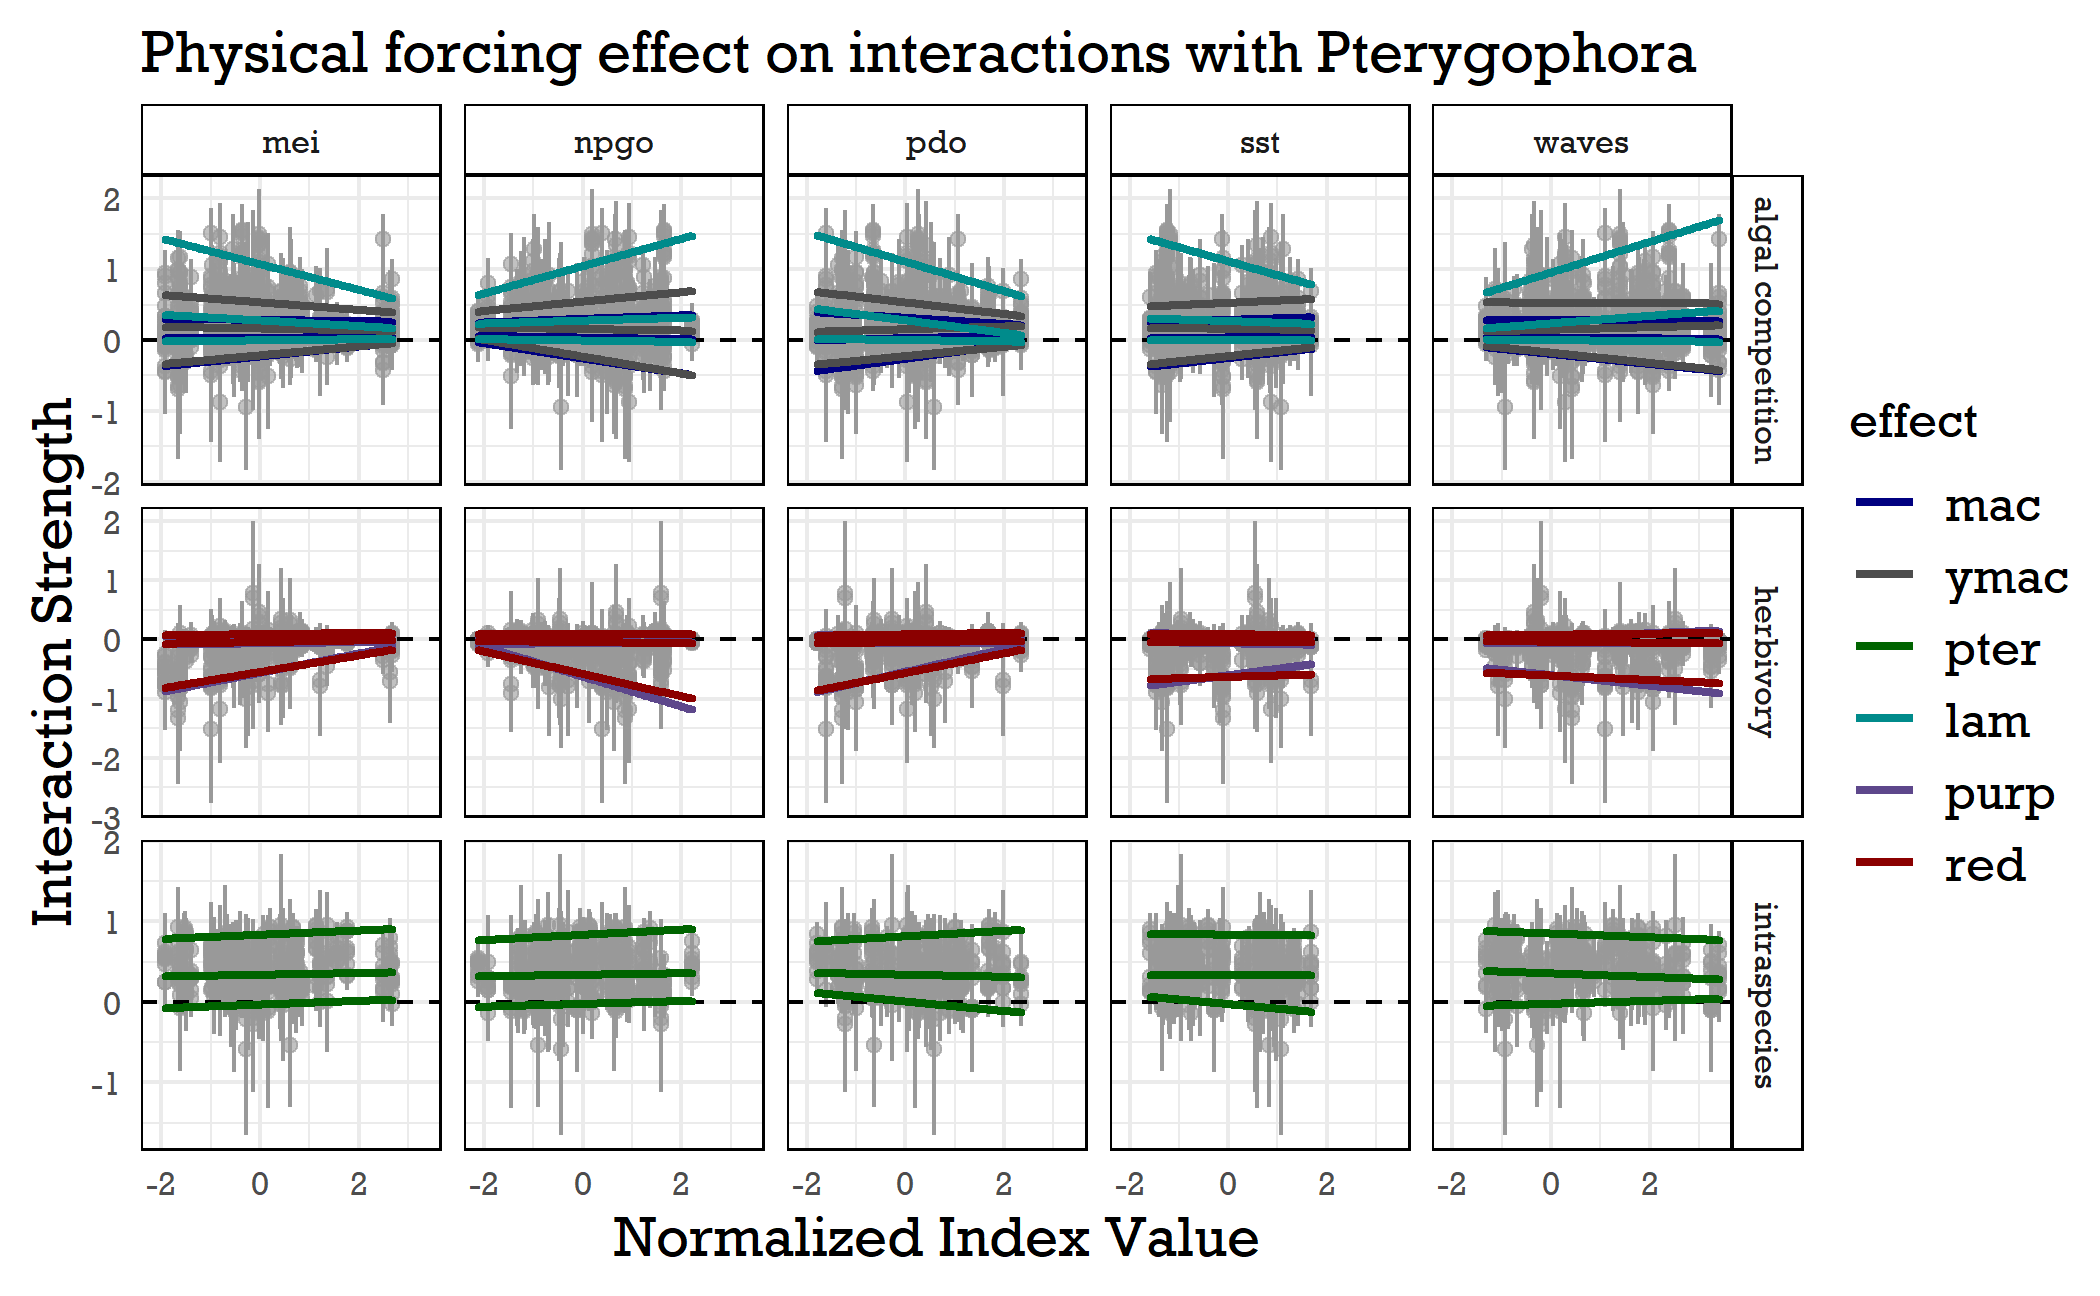 Physical forcing effect on interactions with Pterygophora
mei npgo pdo sst waves
2
1
0
-1
-2
algal competition
2
1
0
-1
-2
-3
herbivory
2
1
0
-1
intraspecies
-2 0 2 -2 0 2 -2 0 2 -2 0 2 -2 0 2
Interaction Strength
Normalized Index Value
effect
mac
ymac
pter
lam
purp
red